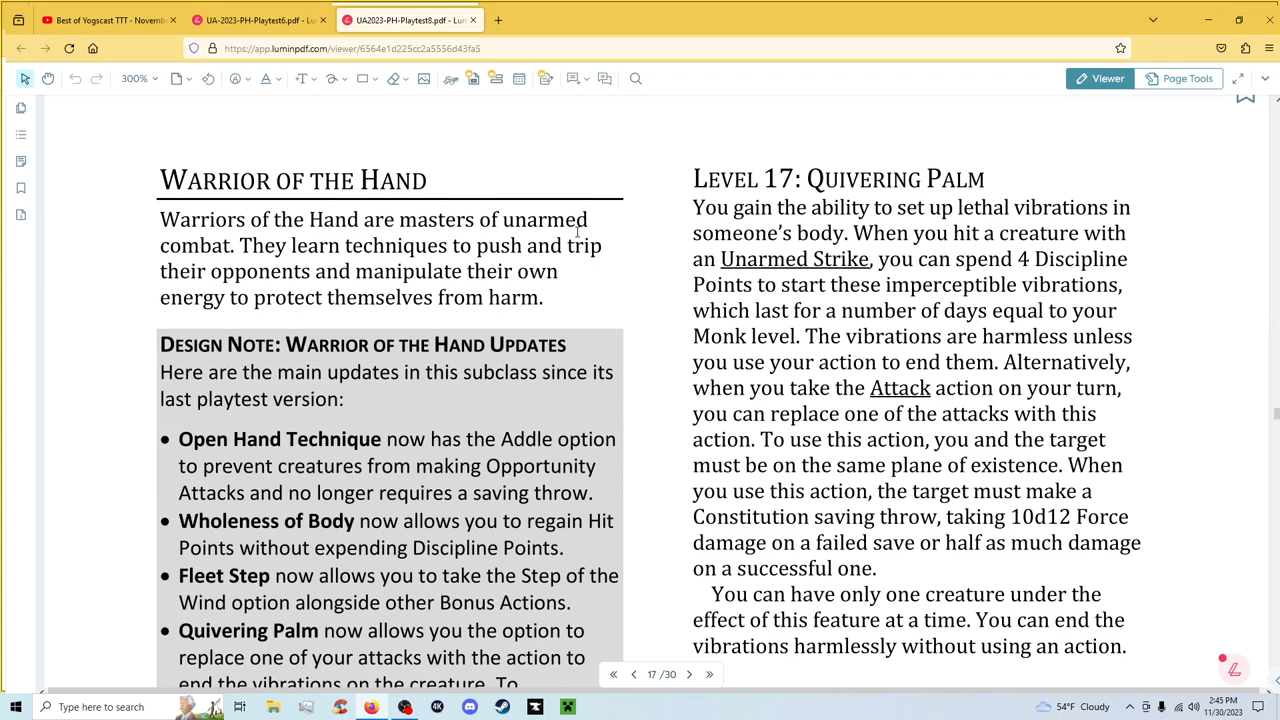 Best of Yogscast TTT - Novemb
UA-2023-PH-Playtest6.pdf - Lu
UA2023-PH-Playtest8.pdf - Lum
https://app.luminpdf.com/viewer/6564e1d225cc2a5556d43fa5
300%
Viewer
Page Tools
WARRIOR OF THE HAND
Warriors of the Hand are masters of unarmed
combat. They learn techniques to push and trip
their opponents and manipulate their own
energy to protect themselves from harm.
DESIGN NOTE: WARRIOR OF THE HAND UPDATES
Here are the main updates in this subclass since its
last playtest version:
• Open Hand Technique now has the Addle option
to prevent creatures from making Opportunity
Attacks and no longer requires a saving throw.
• Wholeness of Body now allows you to regain Hit
Points without expending Discipline Points.
• Fleet Step now allows you to take the Step of the
Wind option alongside other Bonus Actions.
• Quivering Palm now allows you the option to
replace one of your attacks with the action to
end the vibrations on the creature. To
LEVEL 17: QUIVERING PALM
You gain the ability to set up lethal vibrations in
someone's body. When you hit a creature with
an Unarmed Strike, you can spend 4 Discipline
Points to start these imperceptible vibrations,
which last for a number of days equal to your
Monk level. The vibrations are harmless unless
you use your action to end them. Alternatively,
when you take the Attack action on your turn,
you can replace one of the attacks with this
action. To use this action, you and the target
must be on the same plane of existence. When
you use this action, the target must make a
Constitution saving throw, taking 10d12 Force
damage on a failed save or half as much damage
on a successful one.
You can have only one creature under the
effect of this feature at a time. You can end the
vibrations harmlessly without using an action.
17 /30
Type here to search
4K
54°F Cloudy
2:45 PM
11/30/2023